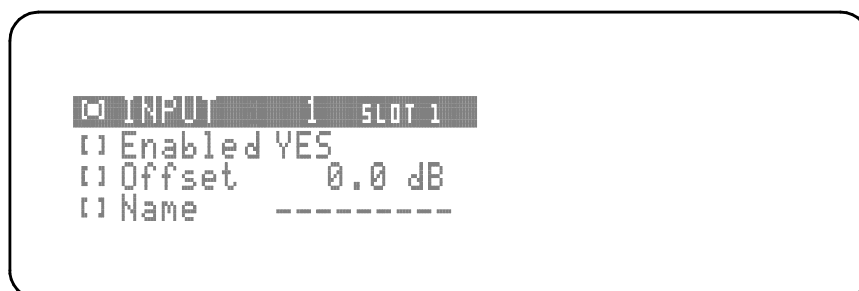 [▪] INPUT 1 SLOT 1
[] Enabled YES
[] Offset 0.0 dB
[] Name ---------